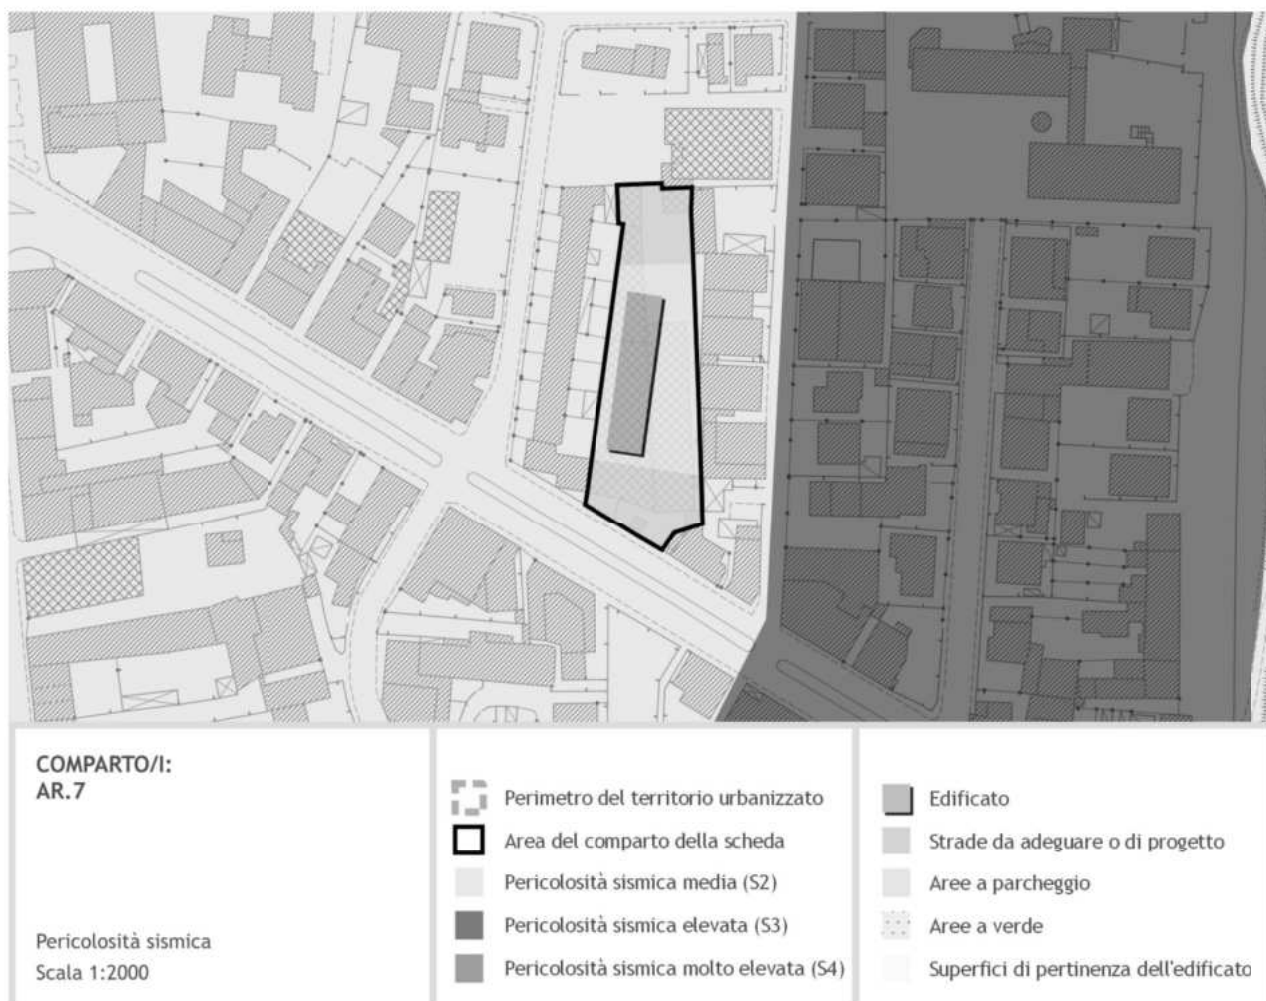 COMPARTO/I:
AR.7
Pericolosità sismica
Scala 1:2000
Perimetro del territorio urbanizzato
Area del comparto della scheda
Pericolosità sismica media (S2)
Pericolosità sismica elevata (S3)
Pericolosità sismica molto elevata (S4)
Edificato
Strade da adeguare o di progetto
Aree a parcheggio
Aree a verde
Superfici di pertinenza dell'edificato